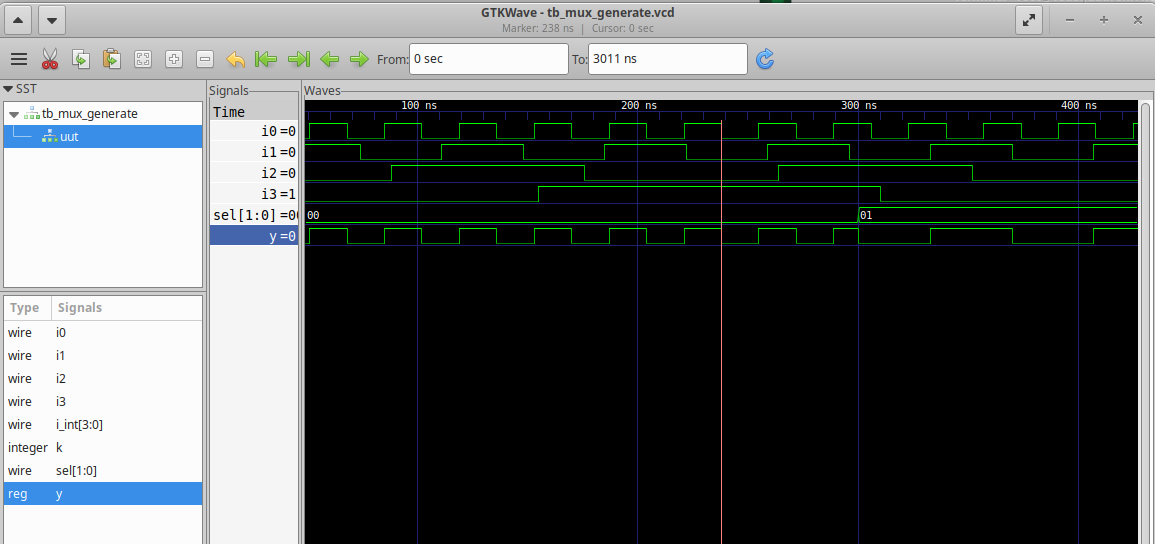 GTKWave - tb_mux_generate.vcd
Marker: 238 ns | Cursor: 0 sec
From: 0 sec To: 3011 ns
SST
tb_mux_generate
uut
Type Signals
wire i0
wire i1
wire i2
wire i3
wire i_int[3:0]
integer k
wire sel[1:0]
reg y
Signals
Time
i0 =0
i1 =0
i2 =0
i3 =1
sel[1:0] =00
y =0
Waves
100 ns 200 ns 300 ns 400 ns
00 01